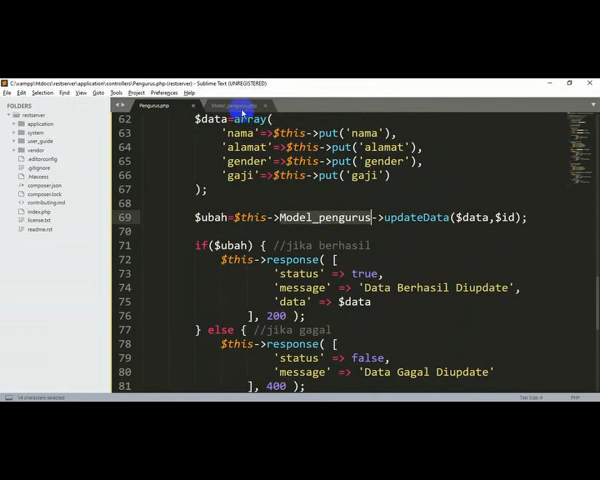 C:\xampp\htdocs\restserver\application\controllers\Pengurus.php (restserver) - Sublime Text (UNREGISTERED)
File Edit Selection Find View Goto Tools Project Preferences Help
FOLDERS
restserver
application
system
user_guide
vendor
.editorconfig
.gitignore
.htaccess
composer.json
composer.lock
contributing.md
index.php
license.txt
readme.rst
Pengurus.php
Model_pengurus.php
62 $data=array(
63 'nama'=>$this->put('nama'),
64 'alamat'=>$this->put('alamat'),
65 'gender'=>$this->put('gender'),
66 'gaji'=>$this->put('gaji')
67 );
68
69 $ubah=$this->Model_pengurus->updateData($data,$id);
70
71 if($ubah) { //jika berhasil
72 $this->response( [
73 'status' => true,
74 'message' => 'Data Berhasil Diupdate',
75 'data' => $data
76 ], 200 );
77 } else { //jika gagal
78 $this->response( [
79 'status' => false,
80 'message' => 'Data Gagal Diupdate'
81 ], 400 );
14 characters selected
Tab Size: 4
PHP